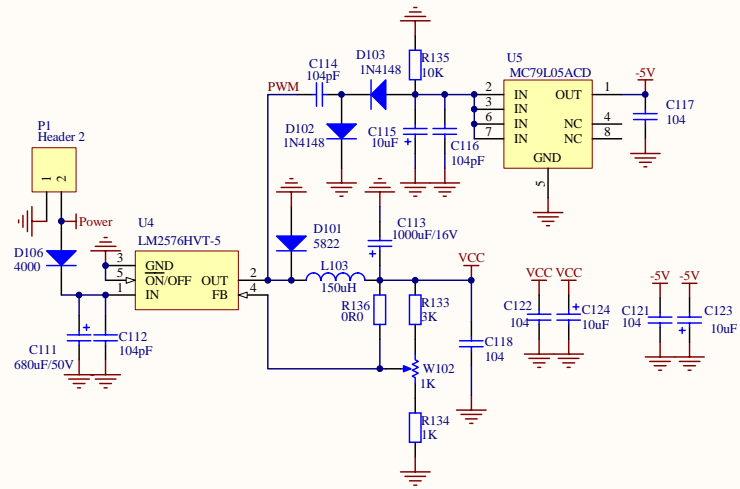 D103
1N4148
R135
10K
U5
MC79L05ACD
C114
104pF
PWM
2 IN
3 IN
6 IN
7 IN
OUT 1
NC 4
NC 8
GND
5
-5V
C117
104
D102
1N4148
C115
10uF
C116
104pF
P1
Header 2
1
2
Power
U4
LM2576HVT-5
D106
4000
3 GND
5 ON/OFF
1 IN
OUT 2
FB 4
D101
5822
C113
1000uF/16V
L103
150uH
VCC
R136
0R0
R133
3K
C118
104
W102
1K
R134
1K
C111
680uF/50V
C112
104pF
VCC VCC
C122
104
C124
10uF
-5V -5V
C121
104
C123
10uF